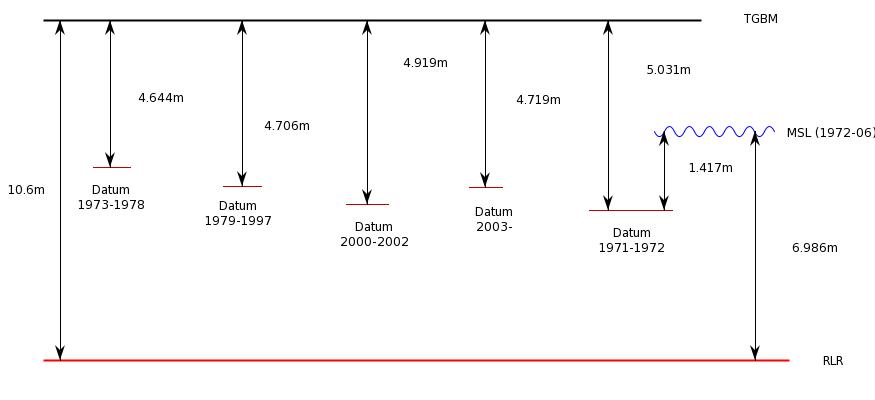 TGBM
4.919m
5.031m
4.644m
4.719m
4.706m
MSL (1972-06)
1.417m
10.6m
Datum
1973-1978
Datum
1979-1997
Datum
2000-2002
Datum
2003-
Datum
1971-1972
6.986m
RLR